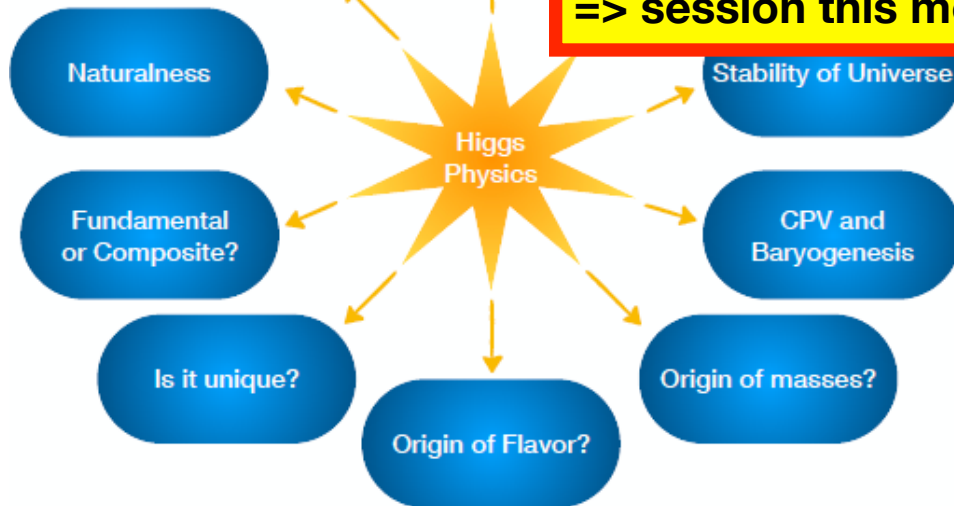 => session this
Naturalness
Stability of Universe
Higgs
Physics
Fundamental
or Composite?
CPV and
Baryogenesis
Is it unique?
Origin of masses?
Origin of Flavor?